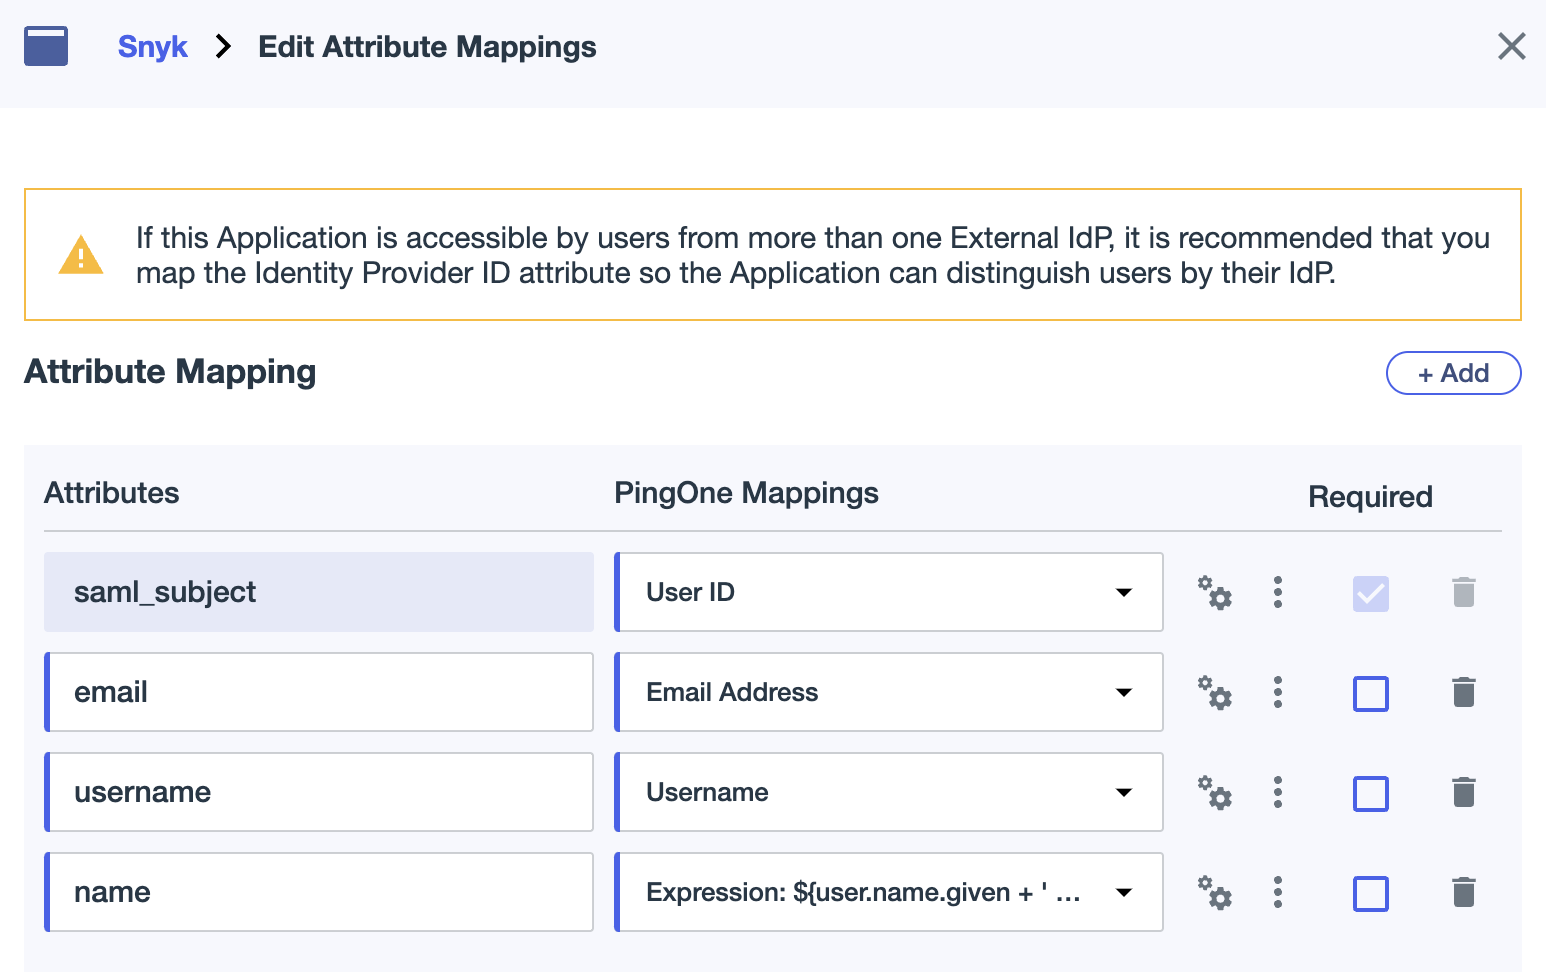 Snyk > Edit Attribute Mappings
If this Application is accessible by users from more than one External IdP, it is recommended that you
map the Identity Provider ID attribute so the Application can distinguish users by their IdP.
Attribute Mapping
+ Add
Attributes PingOne Mappings Required
saml_subject User ID
email Email Address
username Username
name Expression: ${user.name.given + ' ...